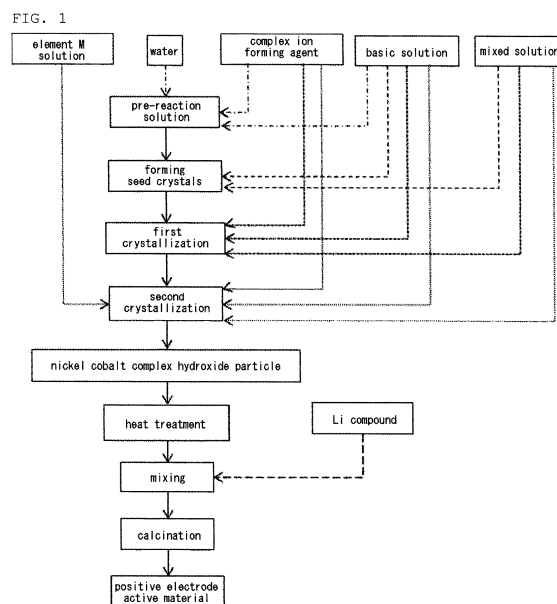 FIG. 1
element M
solution
water
complex ion
forming agent
basic solution
mixed solution
pre-reaction
solution
forming
seed crystals
first
crystallization
second
crystallization
nickel cobalt complex hydroxide particle
heat treatment
Li compound
mixing
calcination
positive electrode
active material